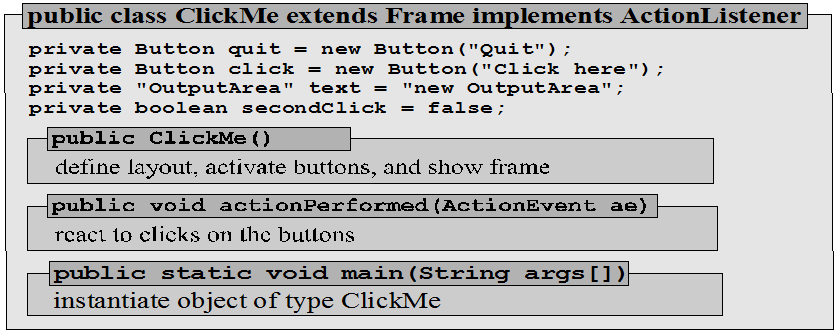 public class ClickMe extends Frame implements ActionListener
private Button quit = new Button("Quit");
private Button click = new Button("Click here");
private "OutputArea" text = "new OutputArea";
private boolean secondClick = false;
public ClickMe()
define layout, activate buttons, and show frame
public void actionPerformed(ActionEvent ae)
react to clicks on the buttons
public static void main(String args[])
instantiate object of type ClickMe